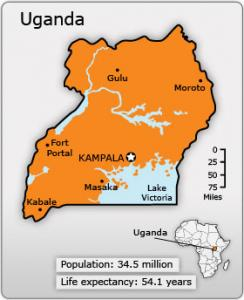 Uganda
Gulu
Moroto
Fort
Portal
KAMPALA
0
25
50
75
Miles
Masaka
Lake
Victoria
Kabale
Uganda
Population: 34.5 million
Life expectancy: 54.1 years